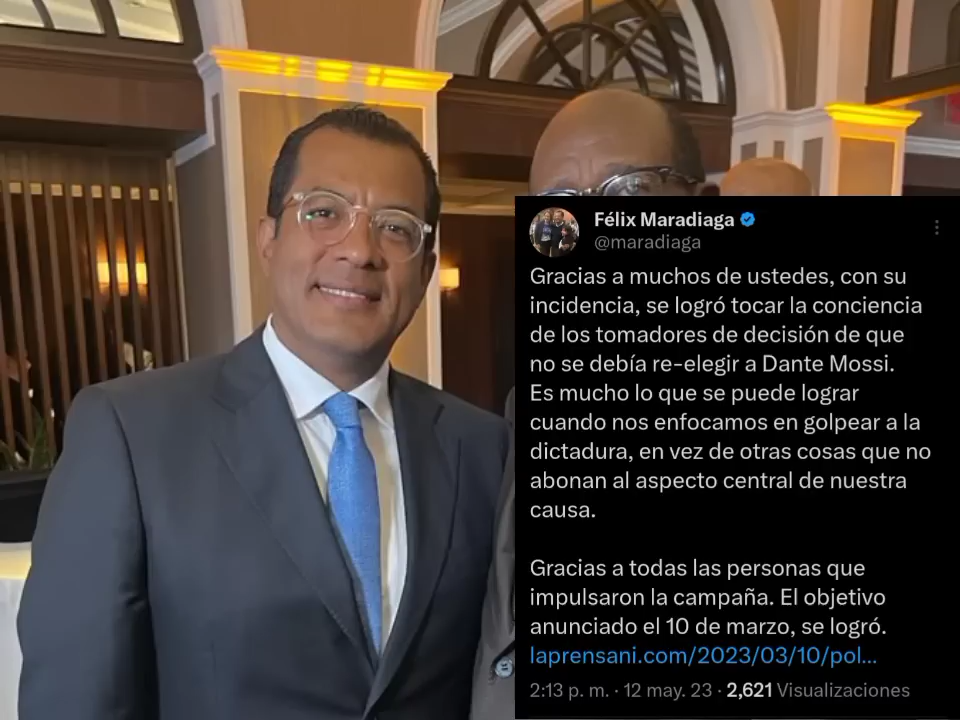 Félix Maradiaga
@maradiaga
Gracias a muchos de ustedes, con su
incidencia, se logró tocar la conciencia
de los tomadores de decisión de que
no se debía re-elegir a Dante Mossi.
Es mucho lo que se puede lograr
cuando nos enfocamos en golpear a la
dictadura, en vez de otras cosas que no
abonan al aspecto central de nuestra
causa.
Gracias a todas las personas que
impulsaron la campaña. El objetivo
anunciado el 10 de marzo, se logró.
laprensani.com/2023/03/10/pol...
2:13 p. m. · 12 may. 23 · 2,621 Visualizaciones